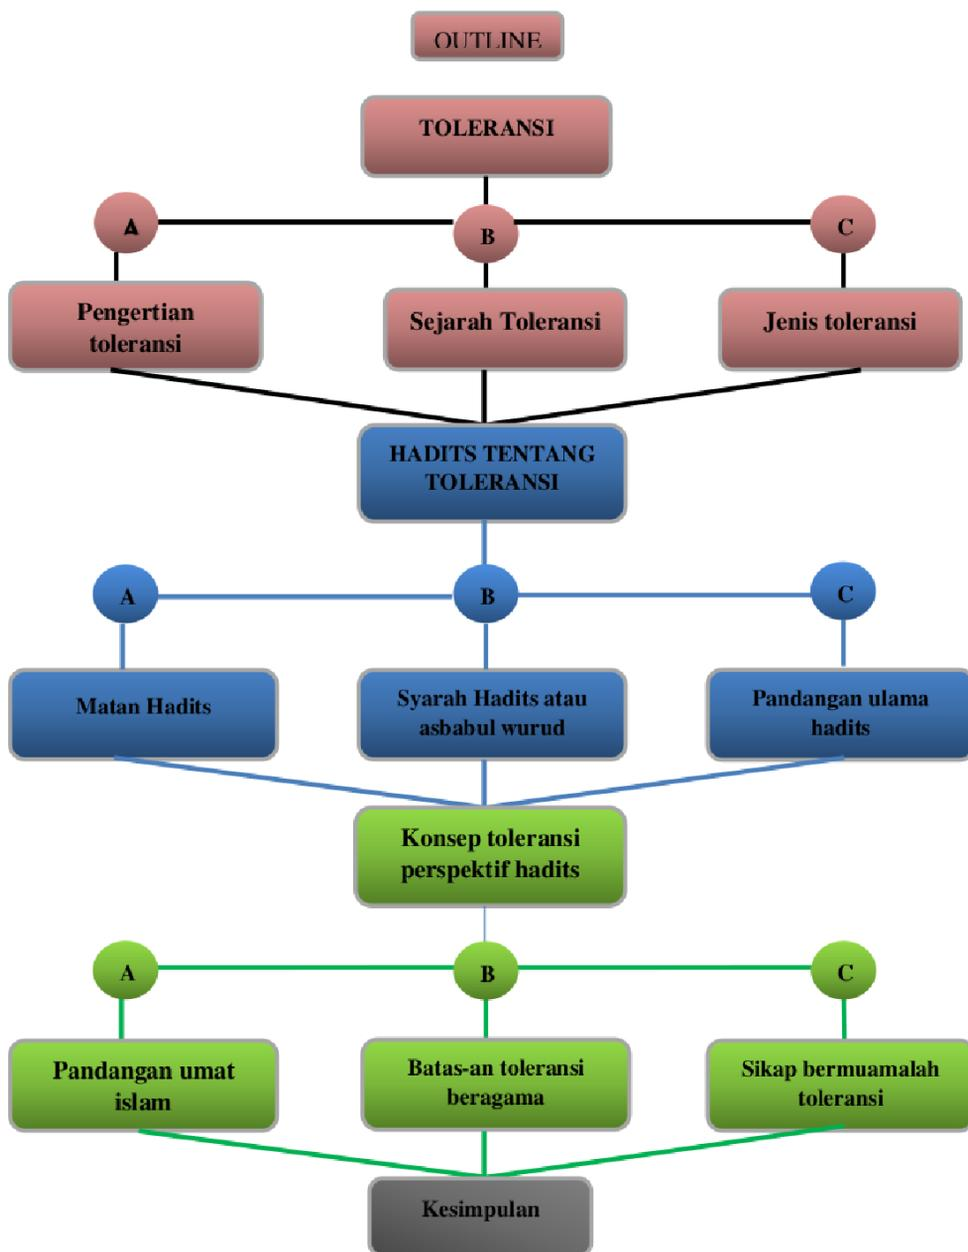 OUTLINE
TOLERANSI
A
B
C
Pengertian
toleransi
Sejarah Toleransi
Jenis toleransi
HADITS TENTANG
TOLERANSI
A
B
C
Matan Hadits
Syarah Hadits atau
asbabul wurud
Pandangan ulama
hadits
Konsep toleransi
perspektif hadits
A
B
C
Pandangan umat
islam
Batas-an toleransi
beragama
Sikap bermuamalah
toleransi
Kesimpulan